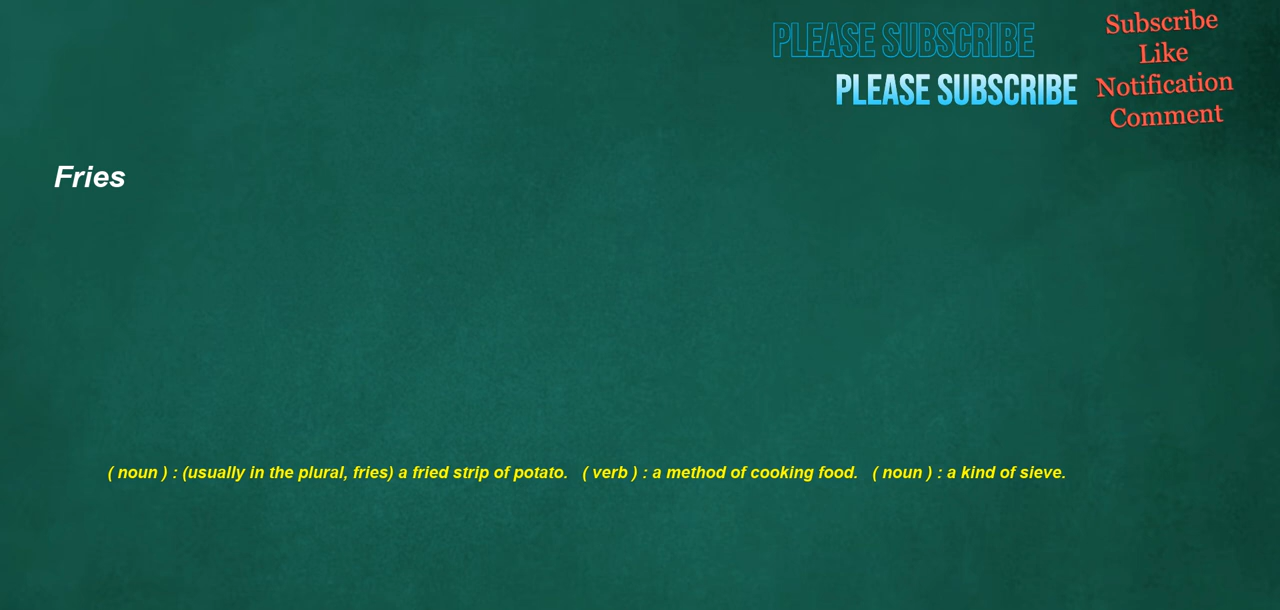 PLEASE SUBSCRIBE
PLEASE SUBSCRIBE
Subscribe
Like
Notification
Comment
Fries
( noun ) : (usually in the plural, fries) a fried strip of potato.   ( verb ) : a method of cooking food.   ( noun ) : a kind of sieve.